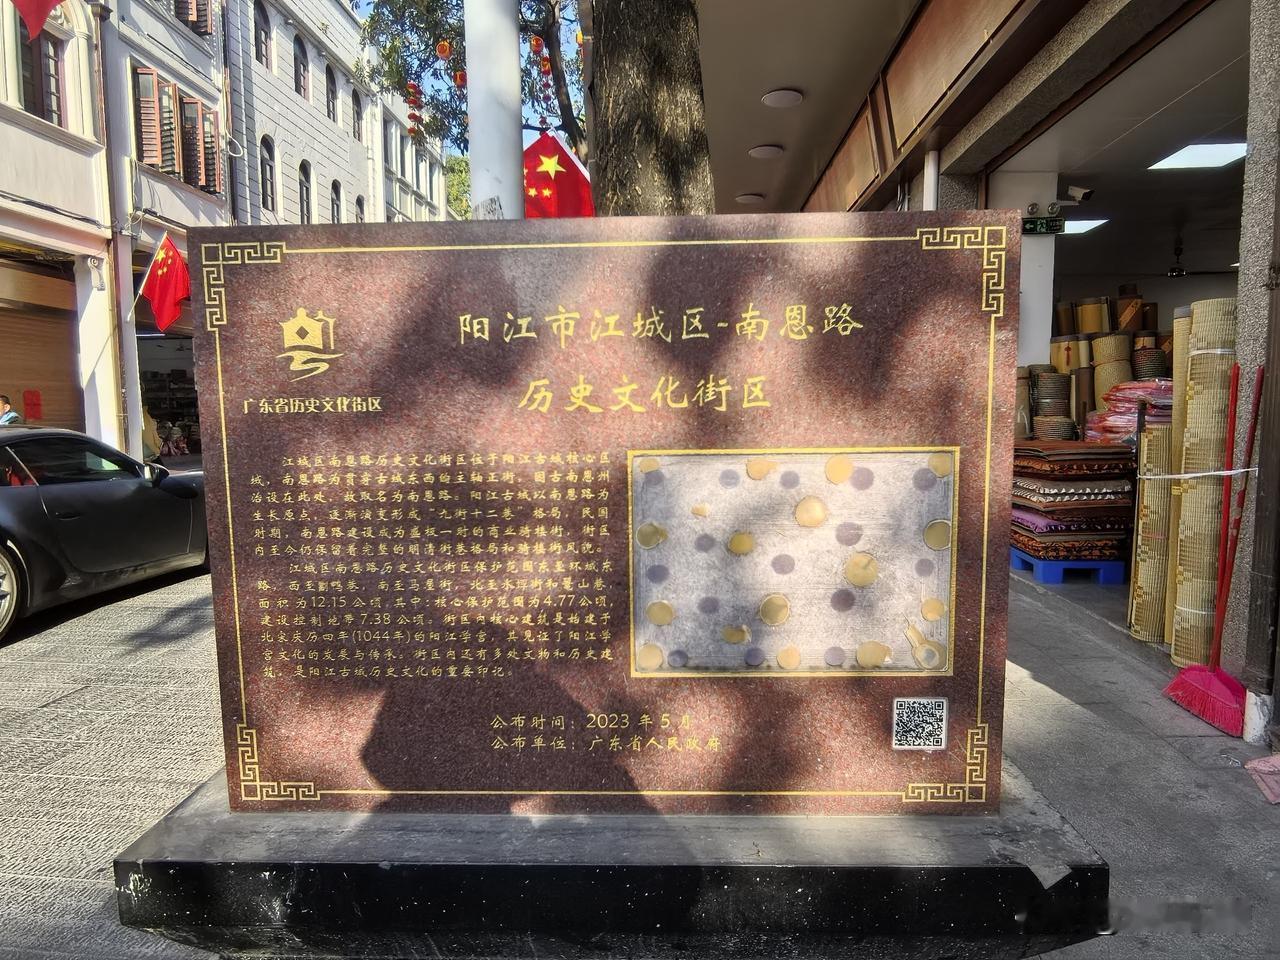 阳江市江城区-南恩路
历史文化街区
广东省历史文化街区
江城区南恩路历史文化街区位于阳江古城核心区
域，南恩路为贯穿古城东西的主轴正街，因古南恩州
治设在此处，故取名为南恩路。阳江古城以南恩路为
生长原点，逐渐演变形成“九街十二巷”格局，民国
时期，南恩路建设成为盛极一时的商业骑楼街，街区
内至今仍保留着完整的明清街巷格局和骑楼街风貌。
江城区南恩路历史文化街区保护范围东至环城东
路，西至劏鸭巷，南至马屋街，北至水埒街和鼍山巷，
面积为12.15公顷，其中：核心保护范围为4.77公顷，
建设控制地带7.38公顷。街区内核心建筑是始建于
北宋庆历四年(1044年)的阳江学宫，其见证了阳江学
宫文化的发展与传承。街区内还有多处文物和历史建
筑，是阳江古城历史文化的重要印记。
公布时间：2023年5月
公布单位：广东省人民政府